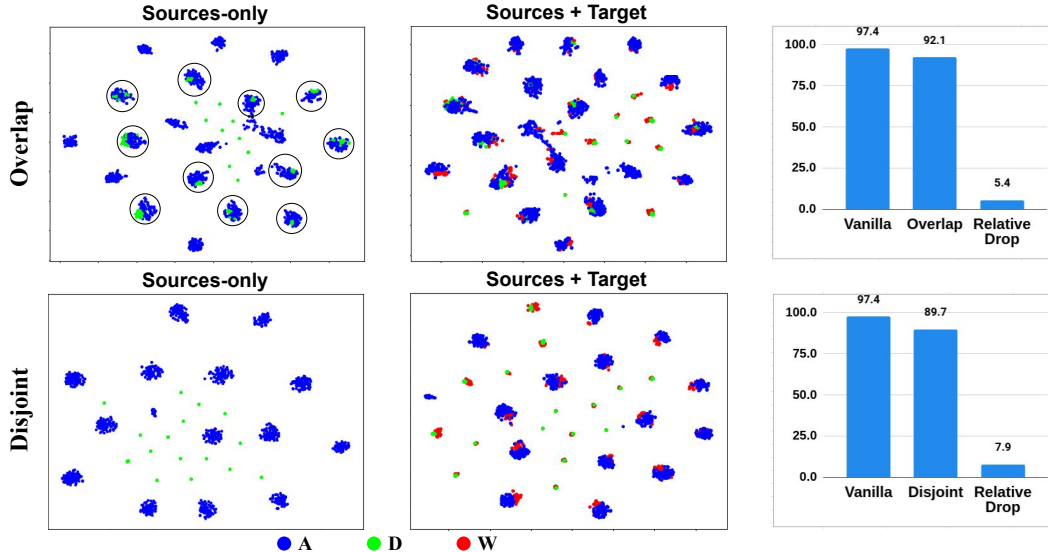 Sources-only
Sources + Target
Overlap
97.4
92.1
5.4
100.0
75.0
50.0
25.0
0.0
Vanilla
Overlap
Relative
Drop
Sources-only
Sources + Target
Disjoint
97.4
89.7
7.9
100.0
75.0
50.0
25.0
0.0
Vanilla
Disjoint
Relative
Drop
A
D
W